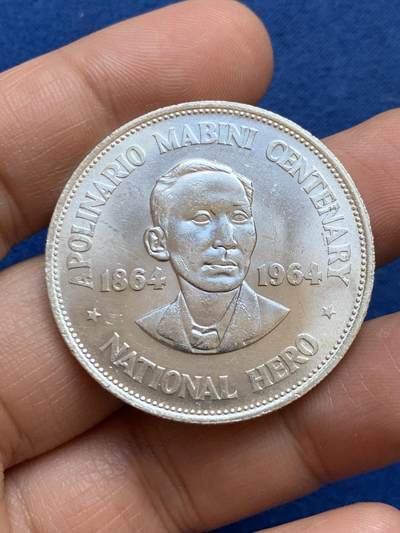 APOLINARIO MABINI CENTENARY
1864 1964
★ NATIONAL HERO ★